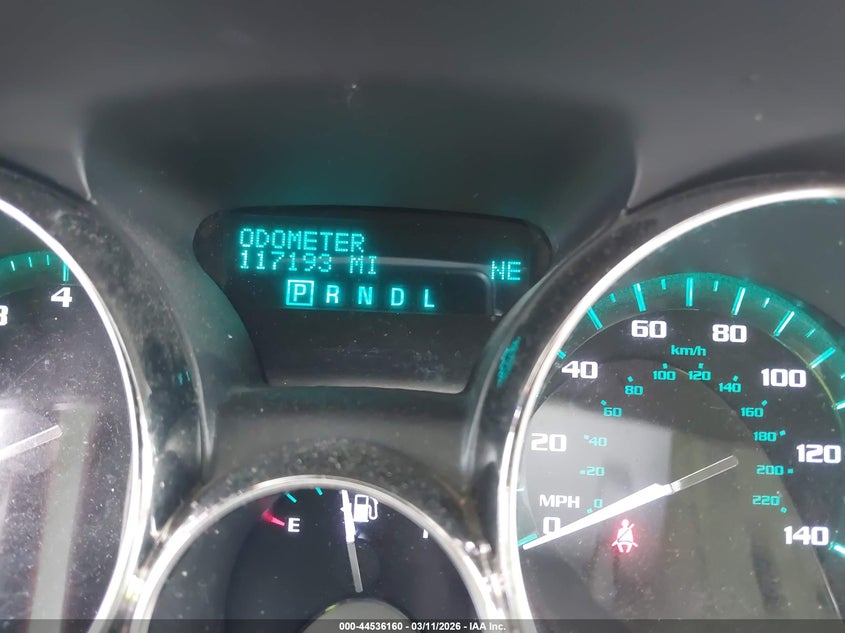 ODOMETER
117193 MI NE
P R N D L
3 4
0 20 40 60 80 100 120 140
MPH
km/h
0 20 40 60 80 100 120 140 160 180 200 220
E
000-44536160 - 03/11/2026 - IAA Inc.